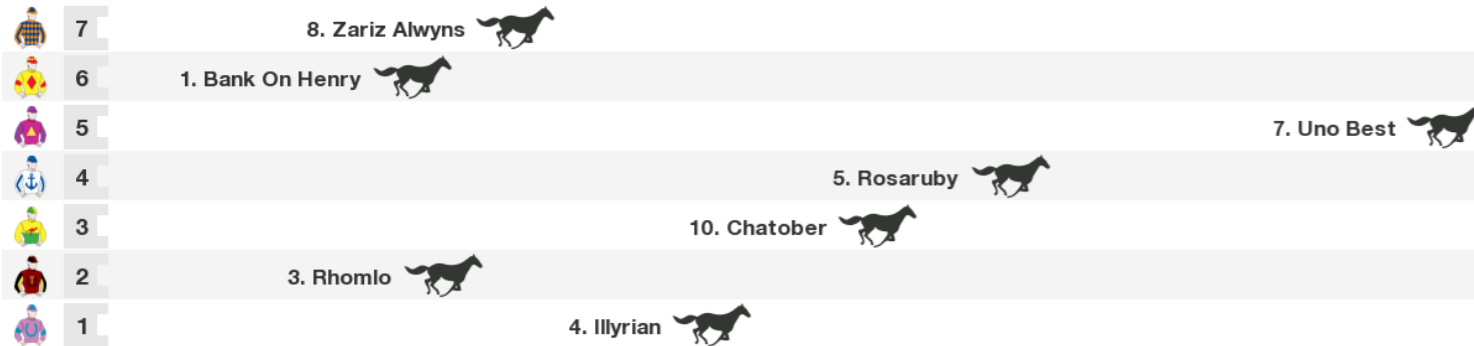 7 8. Zariz Alwyns
6 1. Bank On Henry
5 7. Uno Best
4 5. Rosaruby
3 10. Chatober
2 3. Rhomlo
1 4. Illyrian